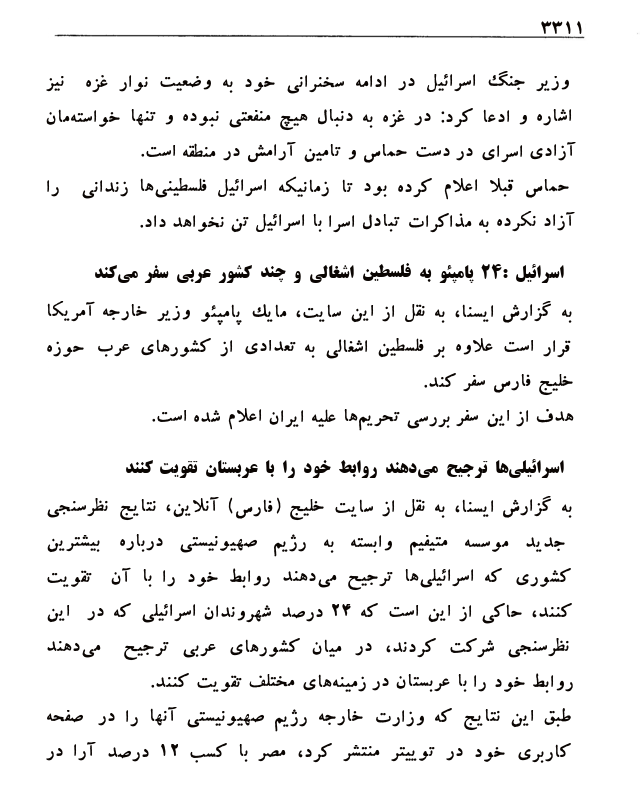 ۳۳۱۱
وزیر جنگ اسرائیل در ادامه سخنرانی خود به وضعیت نوار غزه نیز
اشاره و ادعا کرد: در غزه به دنبال هیچ منفعتی نبوده و تنها خواسته‌مان
آزادی اسرای در دست حماس و تامین آرامش در منطقه است.
حماس قبلا اعلام کرده بود تا زمانیکه اسرائیل فلسطینی‌ها زندانی را
آزاد نکرده به مذاکرات تبادل اسرا با اسرائیل تن نخواهد داد.
اسرائیل :۲۴ پامپئو به فلسطین اشغالی و چند کشور عربی سفر می‌کند
به گزارش ایسنا، به نقل از این سایت، مایك پامپئو وزیر خارجه آمریکا
قرار است علاوه بر فلسطین اشغالی به تعدادی از کشورهای عرب حوزه
خلیج فارس سفر کند.
هدف از این سفر بررسی تحریم‌ها علیه ایران اعلام شده است.
اسرائیلی‌ها ترجیح می‌دهند روابط خود را با عربستان تقویت کنند
به گزارش ایسنا، به نقل از سایت خلیج (فارس) آنلاین، نتایج نظرسنجی
جدید موسسه متیفیم وابسته به رژیم صهیونیستی درباره بیشترین
کشوری که اسرائیلی‌ها ترجیح می‌دهند روابط خود را با آن تقویت
کنند، حاکی از این است که ۲۴ درصد شهروندان اسرائیلی که در این
نظرسنجی شرکت کردند، در میان کشورهای عربی ترجیح می‌دهند
روابط خود را با عربستان در زمینه‌های مختلف تقویت کنند.
طبق این نتایج که وزارت خارجه رژیم صهیونیستی آنها را در صفحه
کاربری خود در توییتر منتشر کرد، مصر با کسب ۱۲ درصد آرا در